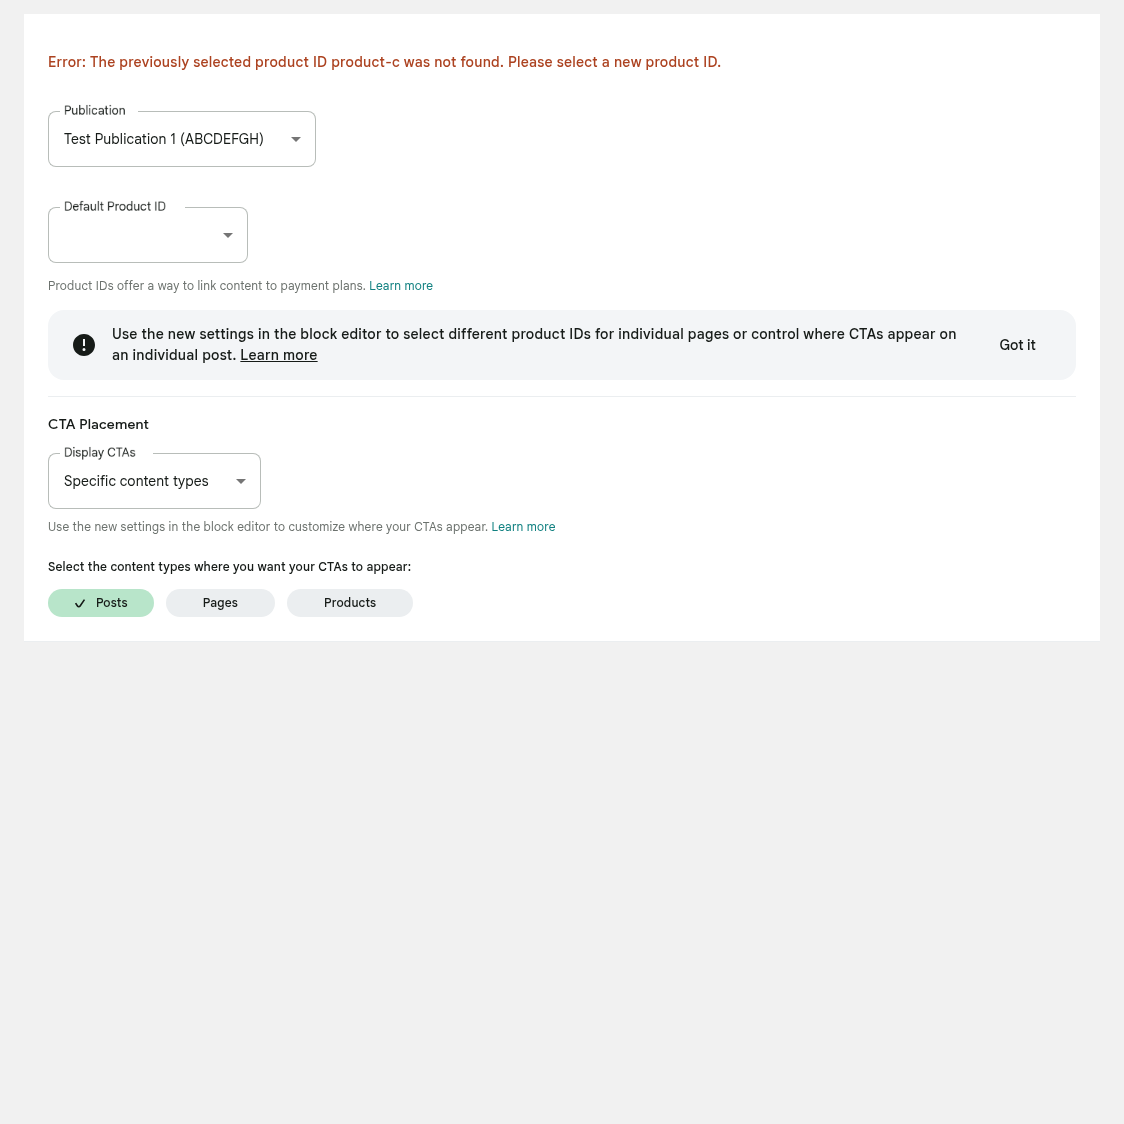 Error: The previously selected product ID product-c was not found. Please select a new product ID.
Publication
Test Publication 1 (ABCDEFGH)
Default Product ID
Product IDs offer a way to link content to payment plans. Learn more
Use the new settings in the block editor to select different product IDs for individual pages or control where CTAs appear on
an individual post. Learn more
Got it
CTA Placement
Display CTAs
Specific content types
Use the new settings in the block editor to customize where your CTAs appear. Learn more
Select the content types where you want your CTAs to appear:
Posts Pages Products